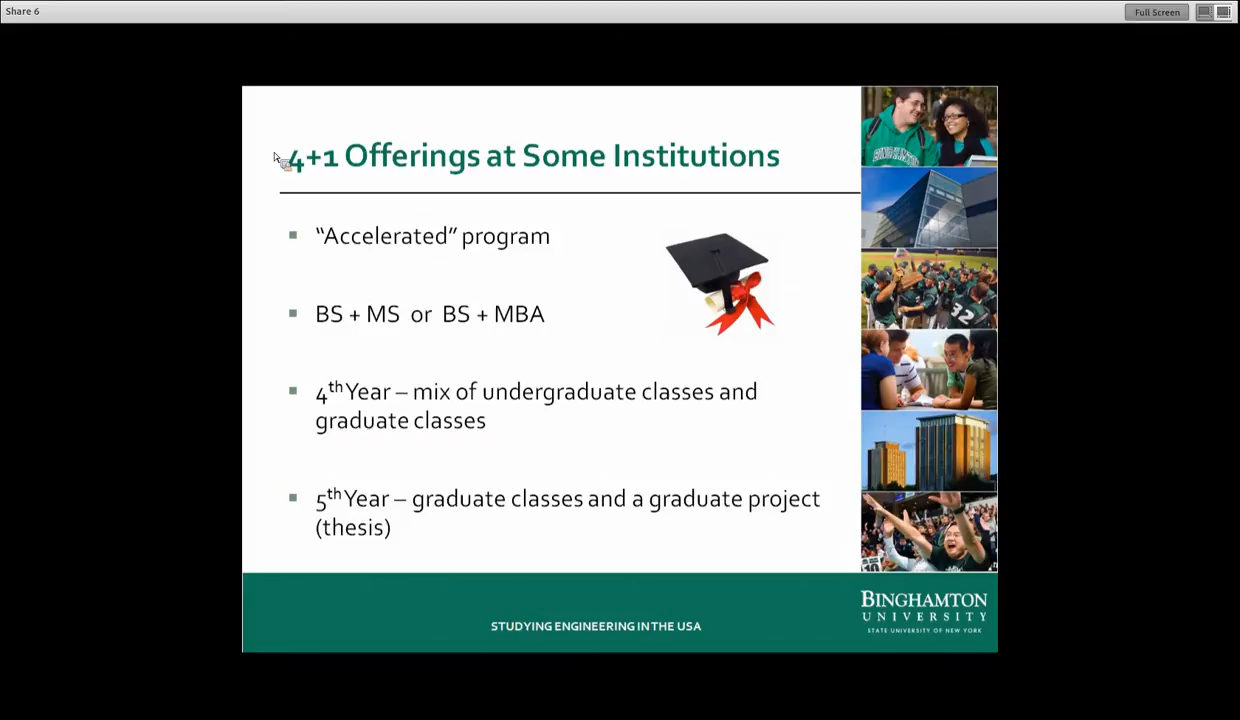 Share 6
Full Screen
4+1 Offerings at Some Institutions
"Accelerated" program
BS + MS or BS + MBA
4th Year – mix of undergraduate classes and
graduate classes
5th Year – graduate classes and a graduate project
(thesis)
BINGHAMTON
32
BINGHAMTON
UNIVERSITY
STATE UNIVERSITY OF NEW YORK
STUDYING ENGINEERING IN THE USA